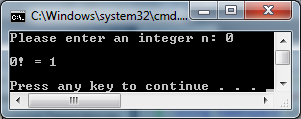 C:\Windows\system32\cmd....
Please enter an integer n: 0
0! = 1
Press any key to continue . . . _